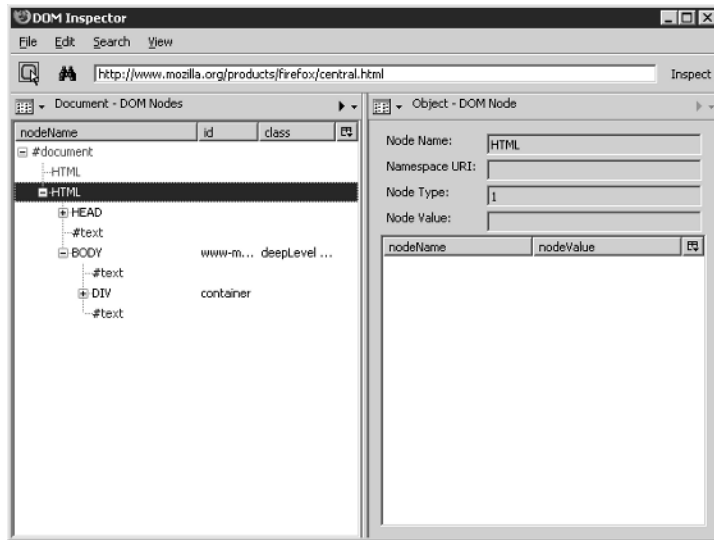 DOM Inspector
File Edit Search View
http://www.mozilla.org/products/firefox/central.html Inspect
Document - DOM Nodes
nodeName id class
#document
HTML
HTML
HEAD
#text
BODY www-m... deepLevel ...
#text
DIV container
#text
Object - DOM Node
Node Name: HTML
Namespace URI:
Node Type: 1
Node Value:
nodeName nodeValue